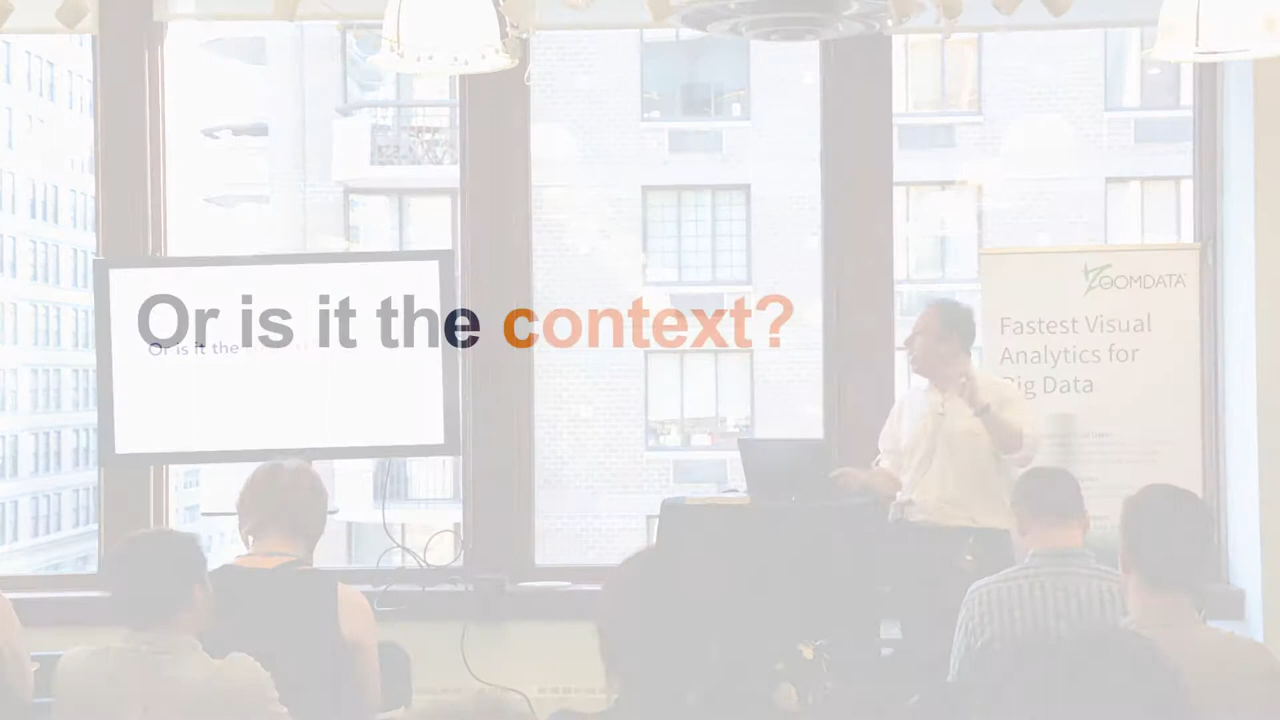 Or is it the context?
Or is it the
ZOOMDATA
Fastest Visual
Analytics for
Big Data